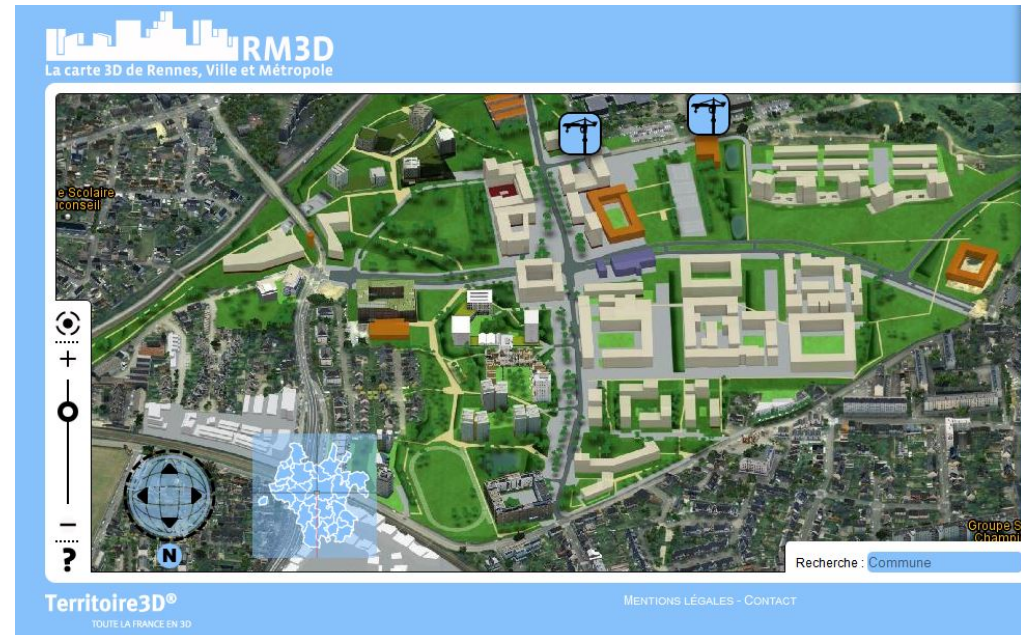 RM3D
La carte 3D de Rennes, Ville et Métropole
e Scolaire
iconseil
+
−
?
N
Groupe S
Champi
Recherche : Commune
Territoire3D®
TOUTE LA FRANCE EN 3D
MENTIONS LÉGALES - CONTACT